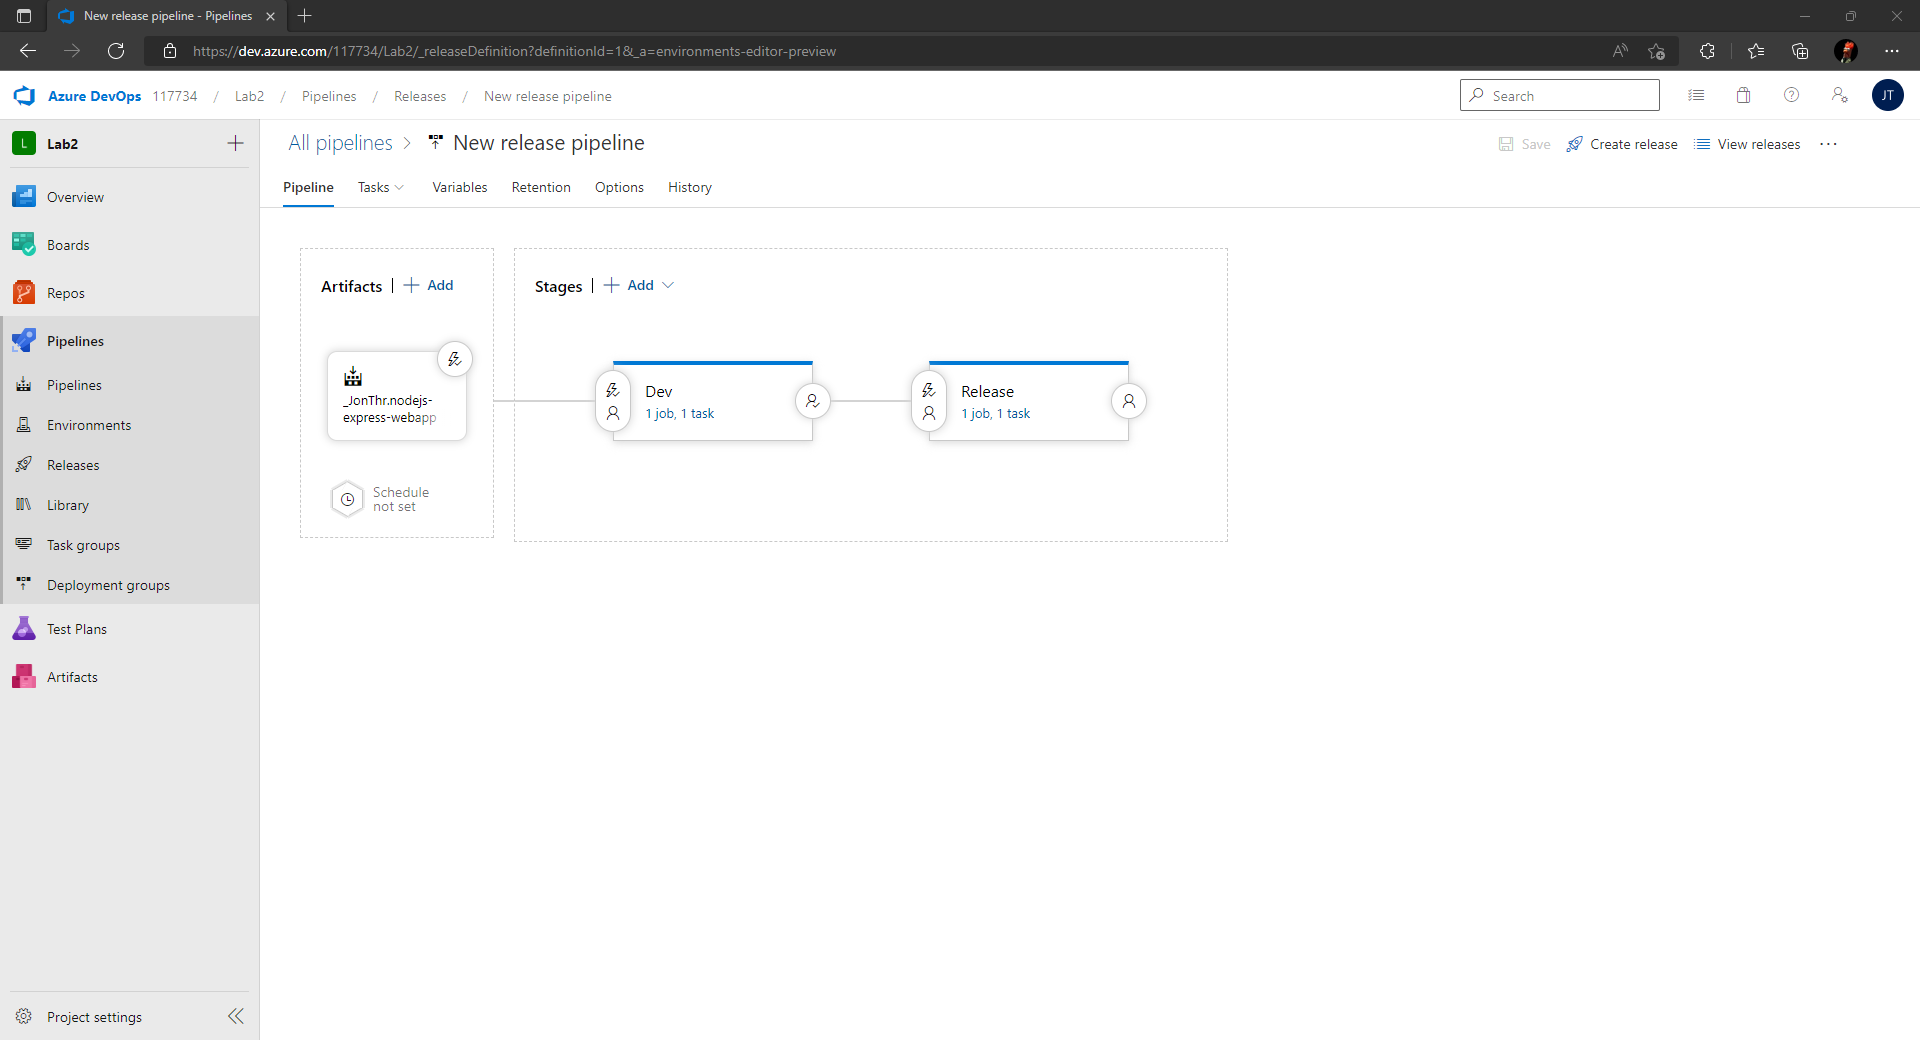 New release pipeline - Pipelines
https://dev.azure.com/117734/Lab2/_releaseDefinition?definitionId=1&_a=environments-editor-preview
Azure DevOps 117734 / Lab2 / Pipelines / Releases / New release pipeline
Search
JT
L Lab2
Overview
Boards
Repos
Pipelines
Pipelines
Environments
Releases
Library
Task groups
Deployment groups
Test Plans
Artifacts
Project settings
All pipelines > New release pipeline
Save Create release View releases
Pipeline Tasks Variables Retention Options History
Artifacts | + Add
_JonThr.nodejs-
express-webapp
Schedule
not set
Stages | + Add
Dev
1 job, 1 task
Release
1 job, 1 task